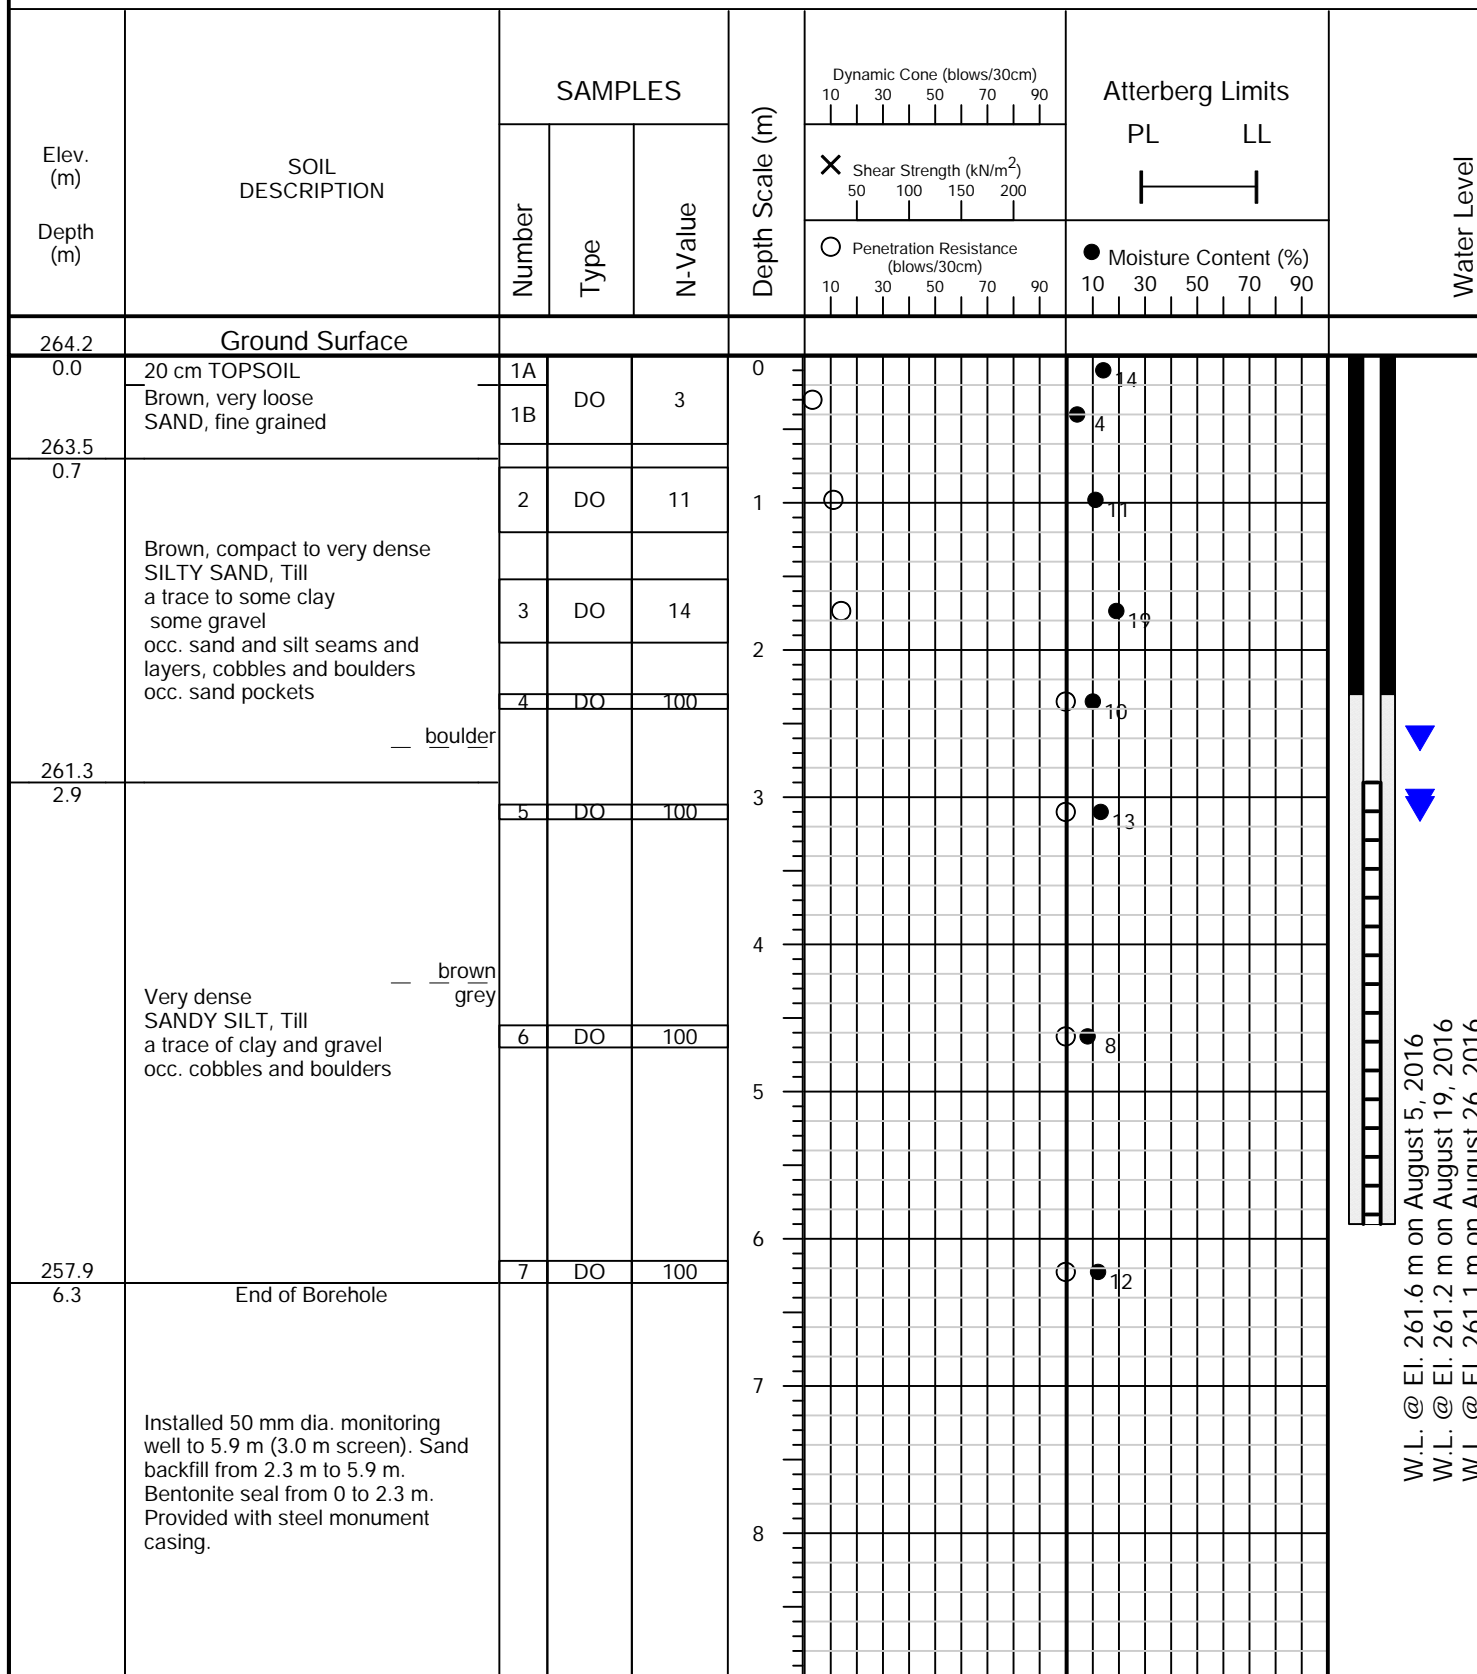 Elev.
(m)
Depth
(m)
SOIL
DESCRIPTION
SAMPLES
Number
Type
N-Value
Depth Scale (m)
Dynamic Cone (blows/30cm)
10 30 50 70 90
Shear Strength (kN/m2)
50 100 150 200
Penetration Resistance
(blows/30cm)
10 30 50 70 90
Atterberg Limits
PL LL
Moisture Content (%)
10 30 50 70 90
Water Level
264.2 Ground Surface
0.0 20 cm TOPSOIL 1A 0 14
Brown, very loose DO 3
SAND, fine grained 1B 4
263.5
0.7
2 DO 11 1 11
Brown, compact to very dense
SILTY SAND, Till
a trace to some clay
some gravel 3 DO 14 19
occ. sand and silt seams and 2
layers, cobbles and boulders
occ. sand pockets 4 DO 100 10
boulder
261.3
2.9 3
5 DO 100 13
4
brown
grey
Very dense
SANDY SILT, Till
a trace of clay and gravel 6 DO 100 8
occ. cobbles and boulders
5
6
257.9 7 DO 100 12
6.3 End of Borehole
7
Installed 50 mm dia. monitoring
well to 5.9 m (3.0 m screen). Sand
backfill from 2.3 m to 5.9 m.
Bentonite seal from 0 to 2.3 m.
Provided with steel monument
casing.
8
W.L. @ El. 261.6 m on August 5, 2016
W.L. @ El. 261.2 m on August 19, 2016
W.L. @ El. 261.1 m on August 26, 2016